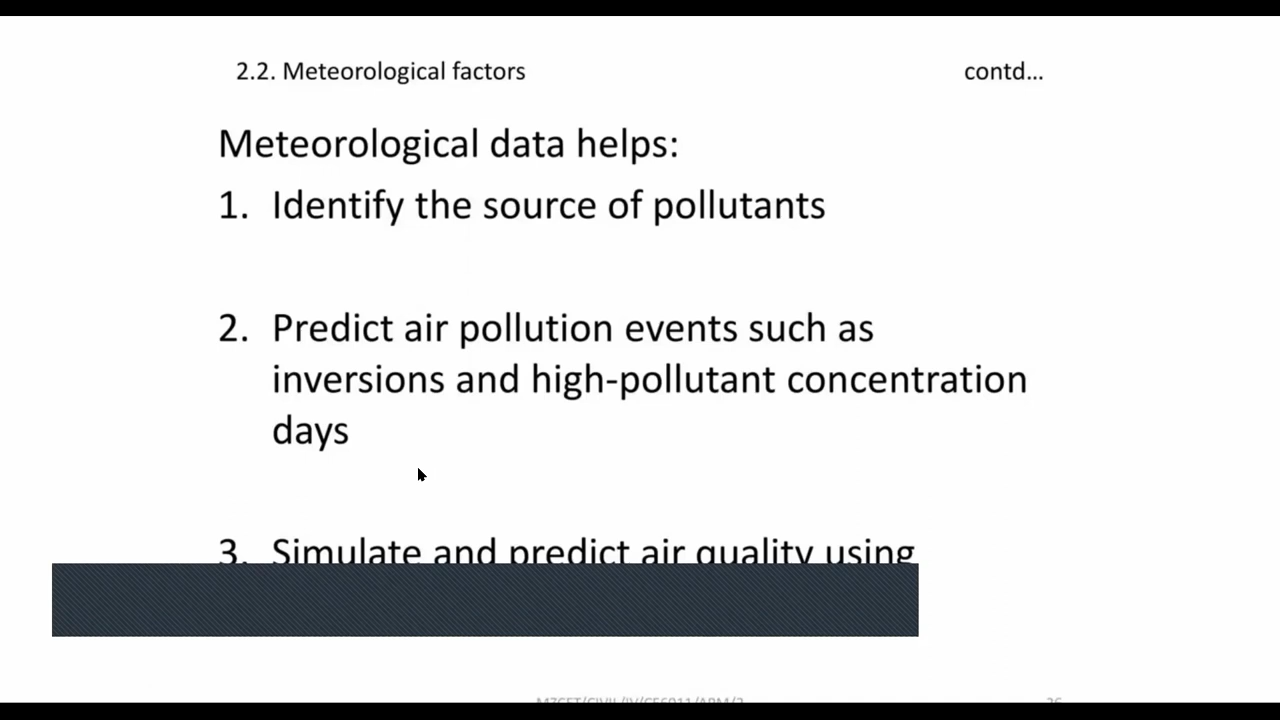 2.2. Meteorological factors contd...
Meteorological data helps:
1. Identify the source of pollutants
2. Predict air pollution events such as
inversions and high-pollutant concentration
days
3. Simulate and predict air quality using